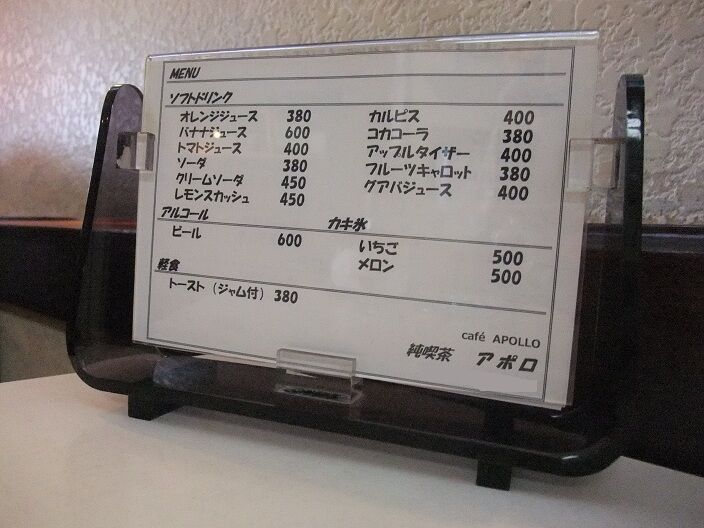 MENU
ソフトドリンク
オレンジジュース 380
バナナジュース 600
トマトジュース 400
ソーダ 380
クリームソーダ 450
レモンスカッシュ 450
カルピス 400
コカコーラ 380
アップルタイザー 400
フルーツキャロット 380
グアバジュース 400
アルコール
ビール 600
カキ氷
いちご 500
メロン 500
軽食
トースト（ジャム付）380
café APOLLO
純喫茶 アポロ